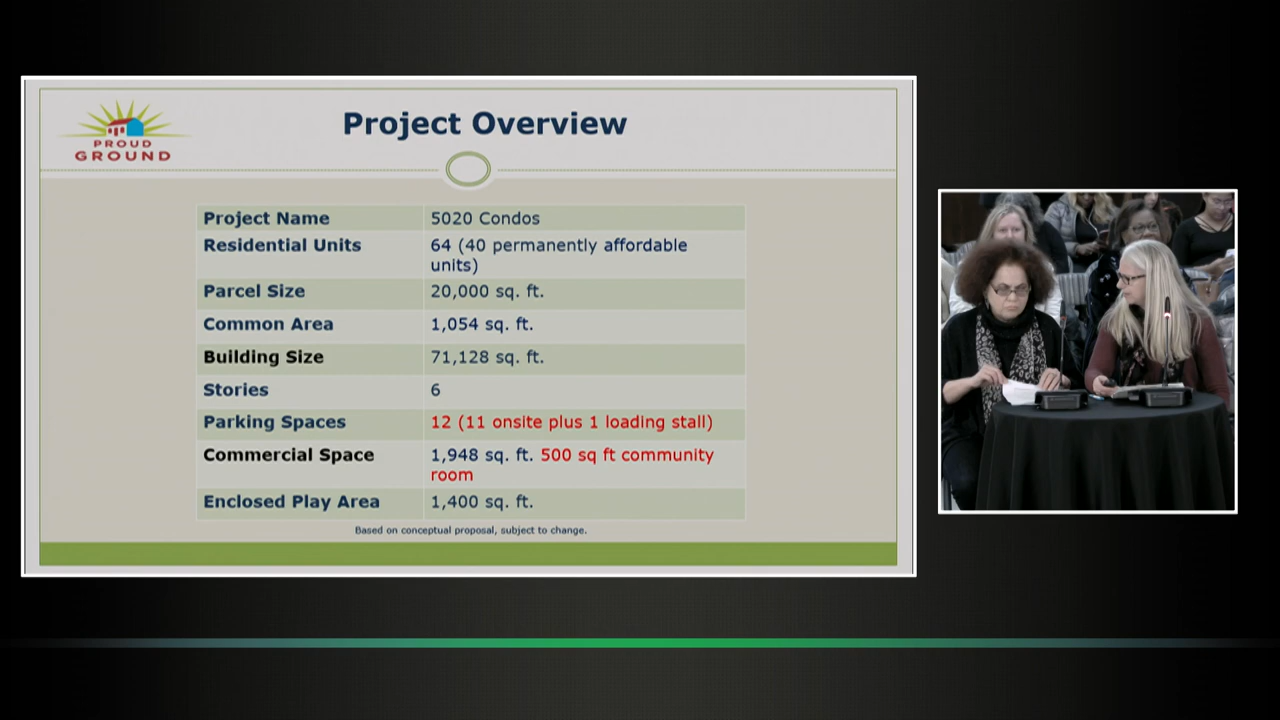 PROUD
GROUND
Project Overview
Project Name 5020 Condos
Residential Units 64 (40 permanently affordable
units)
Parcel Size 20,000 sq. ft.
Common Area 1,054 sq. ft.
Building Size 71,128 sq. ft.
Stories 6
Parking Spaces 12 (11 onsite plus 1 loading stall)
Commercial Space 1,948 sq. ft. 500 sq ft community
room
Enclosed Play Area 1,400 sq. ft.
Based on conceptual proposal, subject to change.